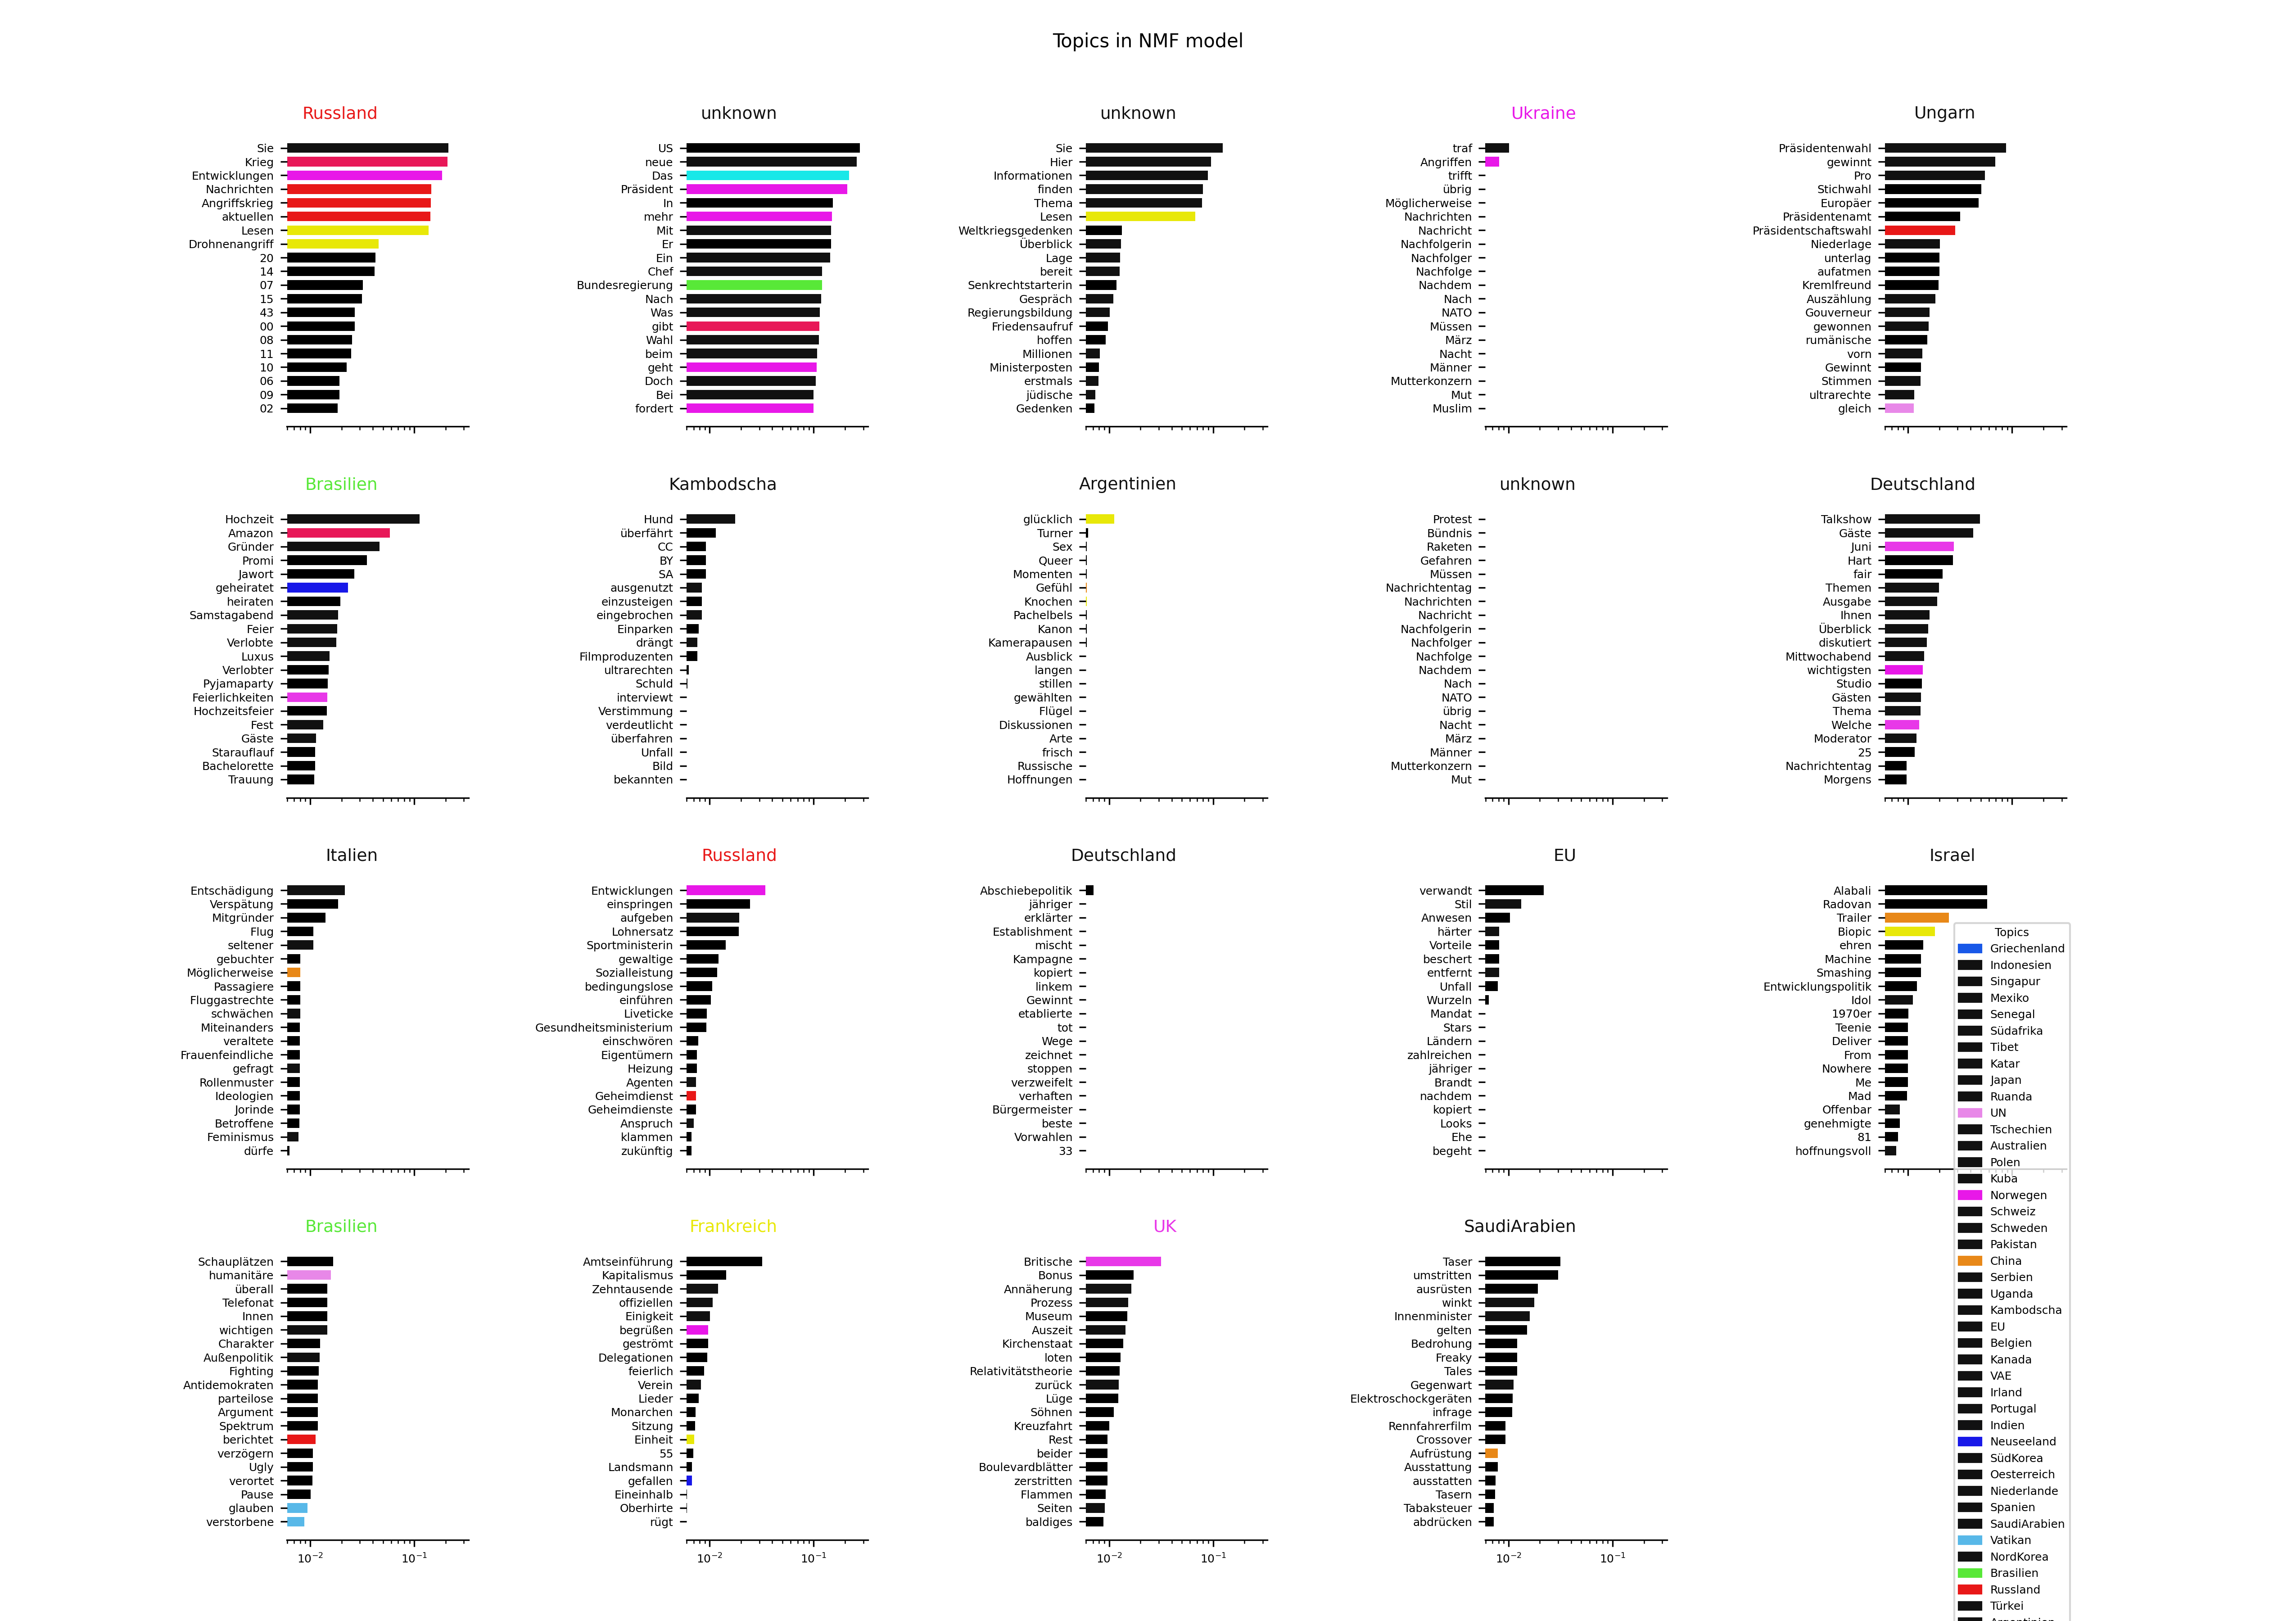 Topics in NMF model
Russland
Sie
Krieg
Entwicklungen
Nachrichten
Angriffskrieg
aktuellen
Lesen
Drohnenangriff
20
14
07
15
43
00
08
11
10
06
09
02
unknown
US
neue
Das
Präsident
In
mehr
Mit
Er
Ein
Chef
Bundesregierung
Nach
Was
gibt
Wahl
beim
geht
Doch
Bei
fordert
unknown
Sie
Hier
Informationen
finden
Thema
Lesen
Weltkriegsgedenken
Überblick
Lage
bereit
Senkrechtstarterin
Gespräch
Regierungsbildung
Friedensaufruf
hoffen
Millionen
Ministerposten
erstmals
jüdische
Gedenken
Ukraine
traf
Angriffen
trifft
übrig
Möglicherweise
Nachrichten
Nachricht
Nachfolgerin
Nachfolger
Nachfolge
Nachdem
Nach
NATO
Müssen
März
Nacht
Männer
Mutterkonzern
Mut
Muslim
Ungarn
Präsidentenwahl
gewinnt
Pro
Stichwahl
Europäer
Präsidentenamt
Präsidentschaftswahl
Niederlage
unterlag
aufatmen
Kremlfreund
Auszählung
Gouverneur
gewonnen
rumänische
vorn
Gewinnt
Stimmen
ultrarechte
gleich
Brasilien
Hochzeit
Amazon
Gründer
Promi
Jawort
geheiratet
heiraten
Samstagabend
Feier
Verlobte
Luxus
Verlobter
Pyjamaparty
Feierlichkeiten
Hochzeitsfeier
Fest
Gäste
Starauflauf
Bachelorette
Trauung
Kambodscha
Hund
überfährt
CC
BY
SA
ausgenutzt
einzusteigen
eingebrochen
Einparken
drängt
Filmproduzenten
ultrarechten
Schuld
interviewt
Verstimmung
verdeutlicht
überfahren
Unfall
Bild
bekannten
Argentinien
glücklich
Turner
Sex
Queer
Momenten
Gefühl
Knochen
Pachelbels
Kanon
Kamerapausen
Ausblick
langen
stillen
gewählten
Flügel
Diskussionen
Arte
frisch
Russische
Hoffnungen
unknown
Protest
Bündnis
Raketen
Gefahren
Müssen
Nachrichtentag
Nachrichten
Nachricht
Nachfolgerin
Nachfolger
Nachfolge
Nachdem
Nach
NATO
übrig
Nacht
März
Männer
Mutterkonzern
Mut
Deutschland
Talkshow
Gäste
Juni
Hart
fair
Themen
Ausgabe
Ihnen
Überblick
diskutiert
Mittwochabend
wichtigsten
Studio
Gästen
Thema
Welche
Moderator
25
Nachrichtentag
Morgens
Italien
Entschädigung
Verspätung
Mitgründer
Flug
seltener
gebuchter
Möglicherweise
Passagiere
Fluggastrechte
schwächen
Miteinanders
veraltete
Frauenfeindliche
gefragt
Rollenmuster
Ideologien
Jorinde
Betroffene
Feminismus
dürfe
Russland
Entwicklungen
einspringen
aufgeben
Lohnersatz
Sportministerin
gewaltige
Sozialleistung
bedingungslose
einführen
Liveticke
Gesundheitsministerium
einschwören
Eigentümern
Heizung
Agenten
Geheimdienst
Geheimdienste
Anspruch
klammen
zukünftig
Deutschland
Abschiebepolitik
jähriger
erklärter
Establishment
mischt
Kampagne
kopiert
linkem
Gewinnt
etablierte
tot
Wege
zeichnet
stoppen
verzweifelt
verhaften
Bürgermeister
beste
Vorwahlen
33
EU
verwandt
Stil
Anwesen
härter
Vorteile
beschert
entfernt
Unfall
Wurzeln
Mandat
Stars
Ländern
zahlreichen
jähriger
Brandt
nachdem
kopiert
Looks
Ehe
begeht
Israel
Alabali
Radovan
Trailer
Biopic
ehren
Machine
Smashing
Entwicklungspolitik
Idol
1970er
Teenie
Deliver
From
Nowhere
Me
Mad
Offenbar
genehmigte
81
hoffnungsvoll
Brasilien
Schauplätzen
humanitäre
überall
Telefonat
Innen
wichtigen
Charakter
Außenpolitik
Fighting
Antidemokraten
parteilose
Argument
Spektrum
berichtet
verzögern
Ugly
verortet
Pause
glauben
verstorbene
10⁻² 10⁻¹
Frankreich
Amtseinführung
Kapitalismus
Zehntausende
offiziellen
Einigkeit
begrüßen
geströmt
Delegationen
feierlich
Verein
Lieder
Monarchen
Sitzung
Einheit
55
Landsmann
gefallen
Eineinhalb
Oberhirte
rügt
10⁻² 10⁻¹
UK
Britische
Bonus
Annäherung
Prozess
Museum
Auszeit
Kirchenstaat
loten
Relativitätstheorie
zurück
Lüge
Söhnen
Kreuzfahrt
Rest
beider
Boulevardblätter
zerstritten
Flammen
Seiten
baldiges
10⁻² 10⁻¹
SaudiArabien
Taser
umstritten
ausrüsten
winkt
Innenminister
gelten
Bedrohung
Freaky
Tales
Gegenwart
Elektroschockgeräten
infrage
Rennfahrerfilm
Crossover
Aufrüstung
Ausstattung
ausstatten
Tasern
Tabaksteuer
abdrücken
10⁻² 10⁻¹
Topics
Griechenland
Indonesien
Singapur
Mexiko
Senegal
Südafrika
Tibet
Katar
Japan
Ruanda
UN
Tschechien
Australien
Polen
Kuba
Norwegen
Schweiz
Schweden
Pakistan
China
Serbien
Uganda
Kambodscha
EU
Belgien
Kanada
VAE
Irland
Portugal
Indien
Neuseeland
SüdKorea
Oesterreich
Niederlande
Spanien
SaudiArabien
Vatikan
NordKorea
Brasilien
Russland
Türkei